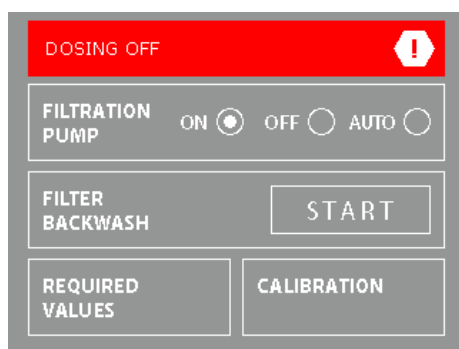 DOSING OFF !
FILTRATION PUMP ON OFF AUTO
FILTER BACKWASH START
REQUIRED VALUES
CALIBRATION